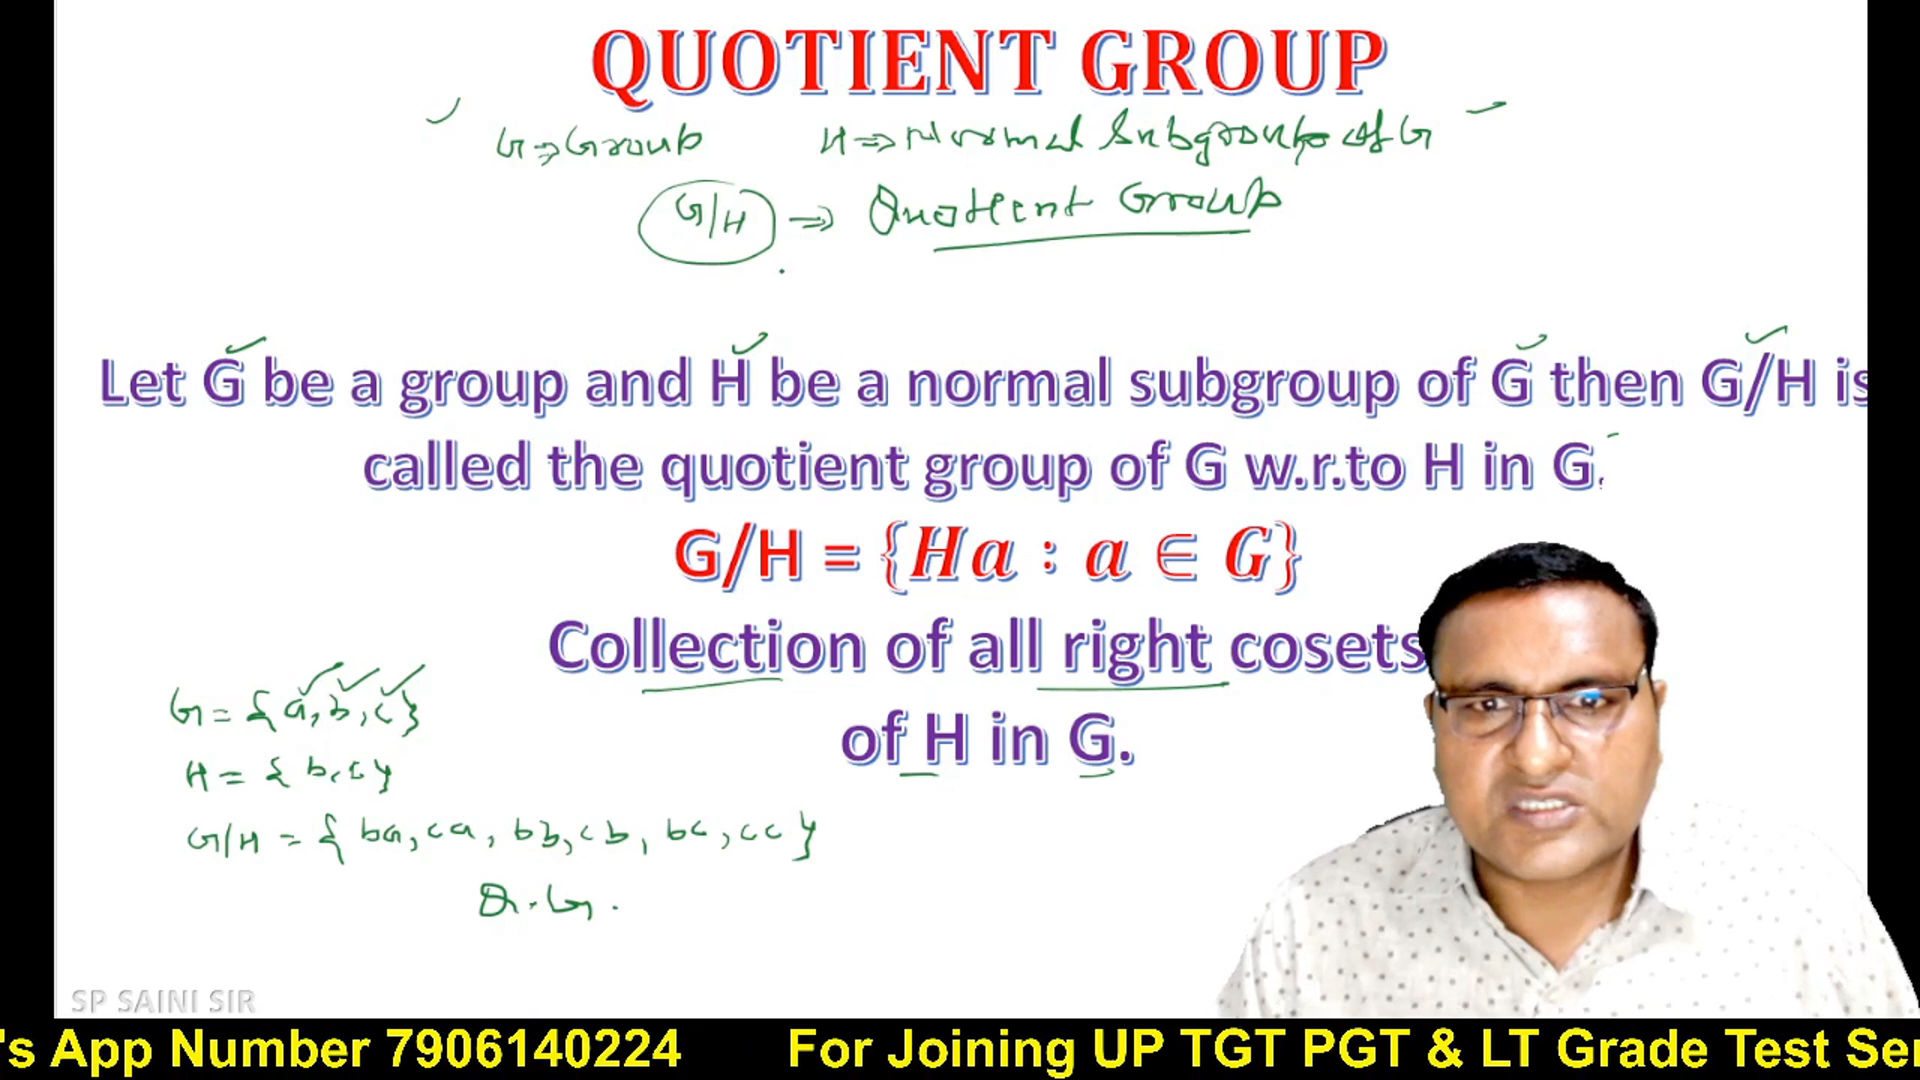 QUOTIENT GROUP
G ⇒ Group H ⇒ Normal Subgroup of G
G/H ⇒ Quotient Group
Let G be a group and H be a normal subgroup of G then G/H is
called the quotient group of G w.r.to H in G.
G/H = {Ha : a ∈ G}
Collection of all right cosets
of H in G.
G = {a, b, c}
H = {b, c}
G/H = {ba, ca, bb, cb, bc, cc}
Q.G.
SP SAINI SIR
's App Number 7906140224 For Joining UP TGT PGT & LT Grade Test Ser